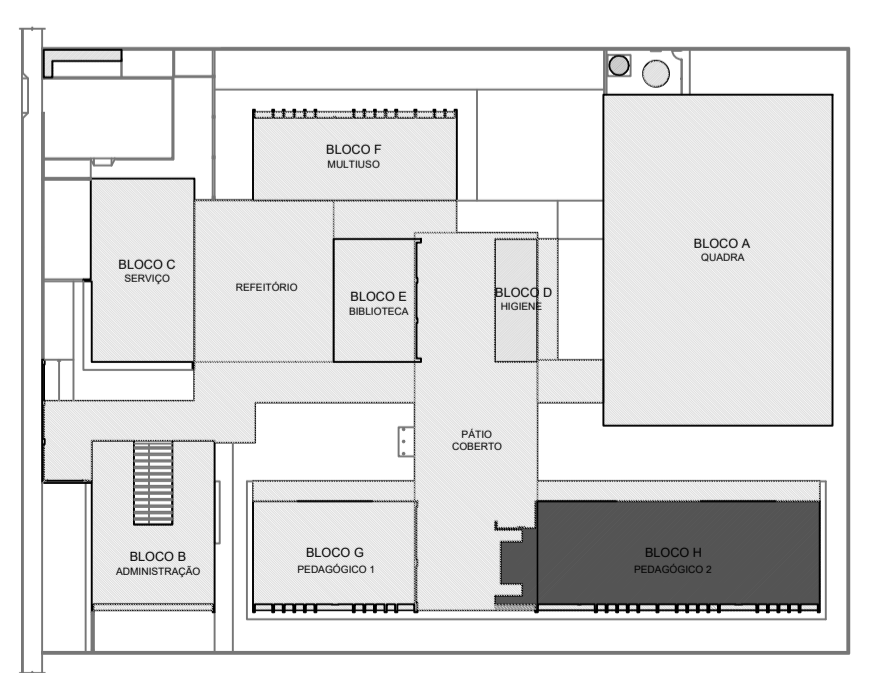 BLOCO F
MULTIUSO
BLOCO A
QUADRA
BLOCO C
SERVIÇO
REFEITÓRIO
BLOCO E
BIBLIOTECA
BLOCO D
HIGIENE
PÁTIO
COBERTO
BLOCO B
ADMINISTRAÇÃO
BLOCO G
PEDAGÓGICO 1
BLOCO H
PEDAGÓGICO 2